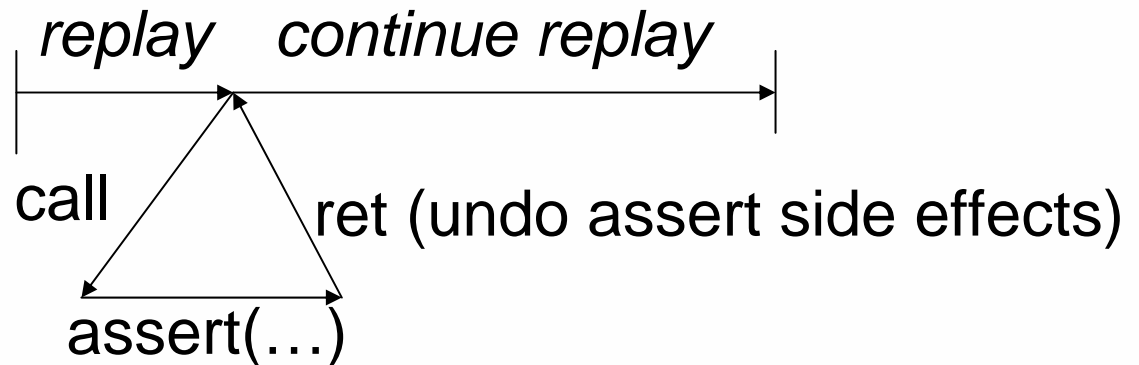 replay continue replay
call
ret (undo assert side effects)
assert(…)